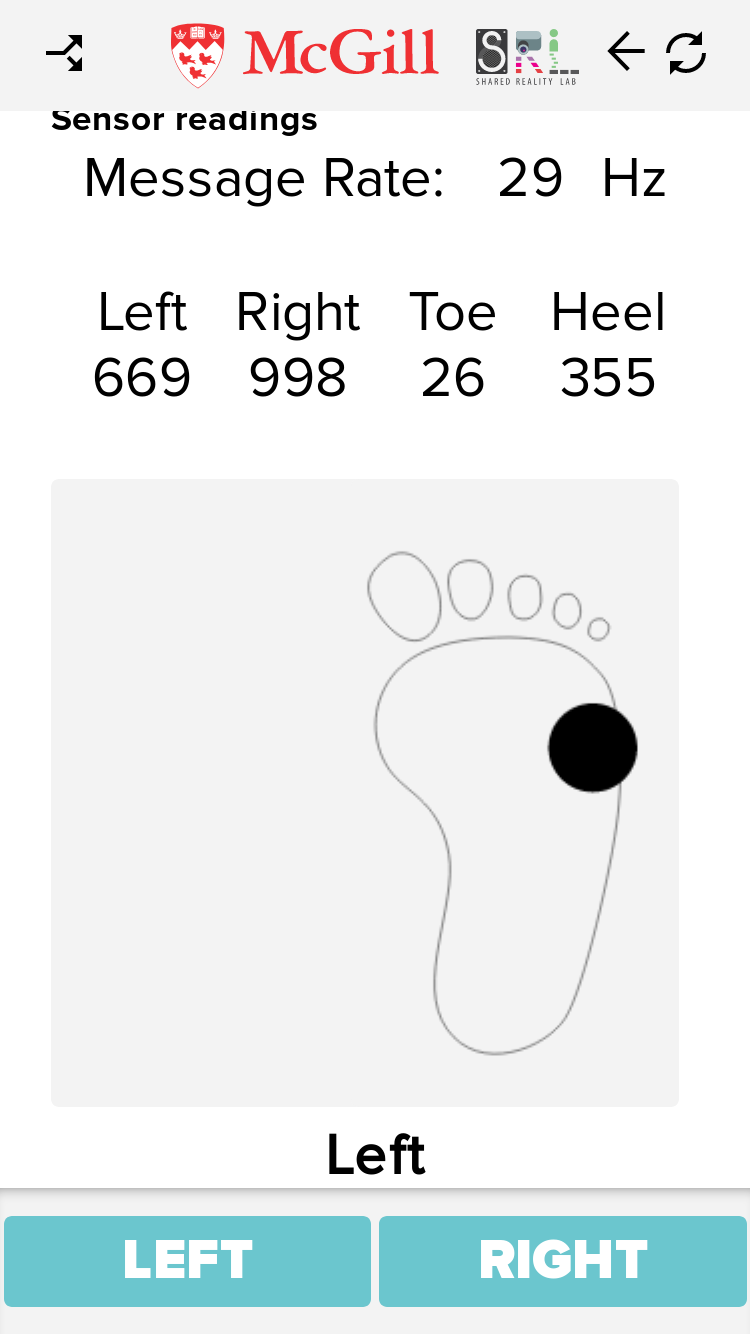 McGill
SRL
SHARED REALITY LAB
Sensor readings
Message Rate: 29 Hz
Left Right Toe Heel
669 998 26 355
Left
LEFT RIGHT